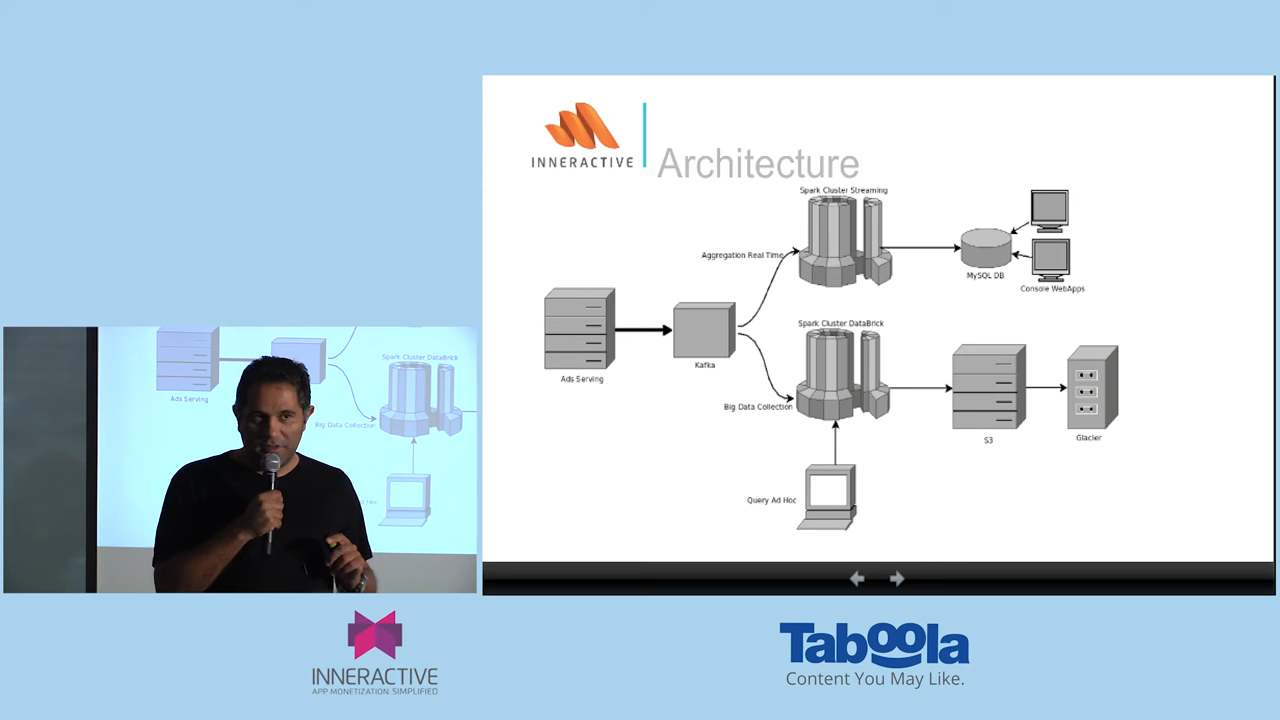 INNERACTIVE
Architecture
Spark Cluster Streaming
Aggregation Real Time
MySQL DB
Console WebApps
Ads Serving
Kafka
Spark Cluster DataBrick
Big Data Collection
S3
Glacier
Query Ad Hoc
Spark Cluster DataBrick
Ads Serving
Big Data Collection
Hoc
INNERACTIVE
APP MONETIZATION. SIMPLIFIED
Taboola
Content You May Like.